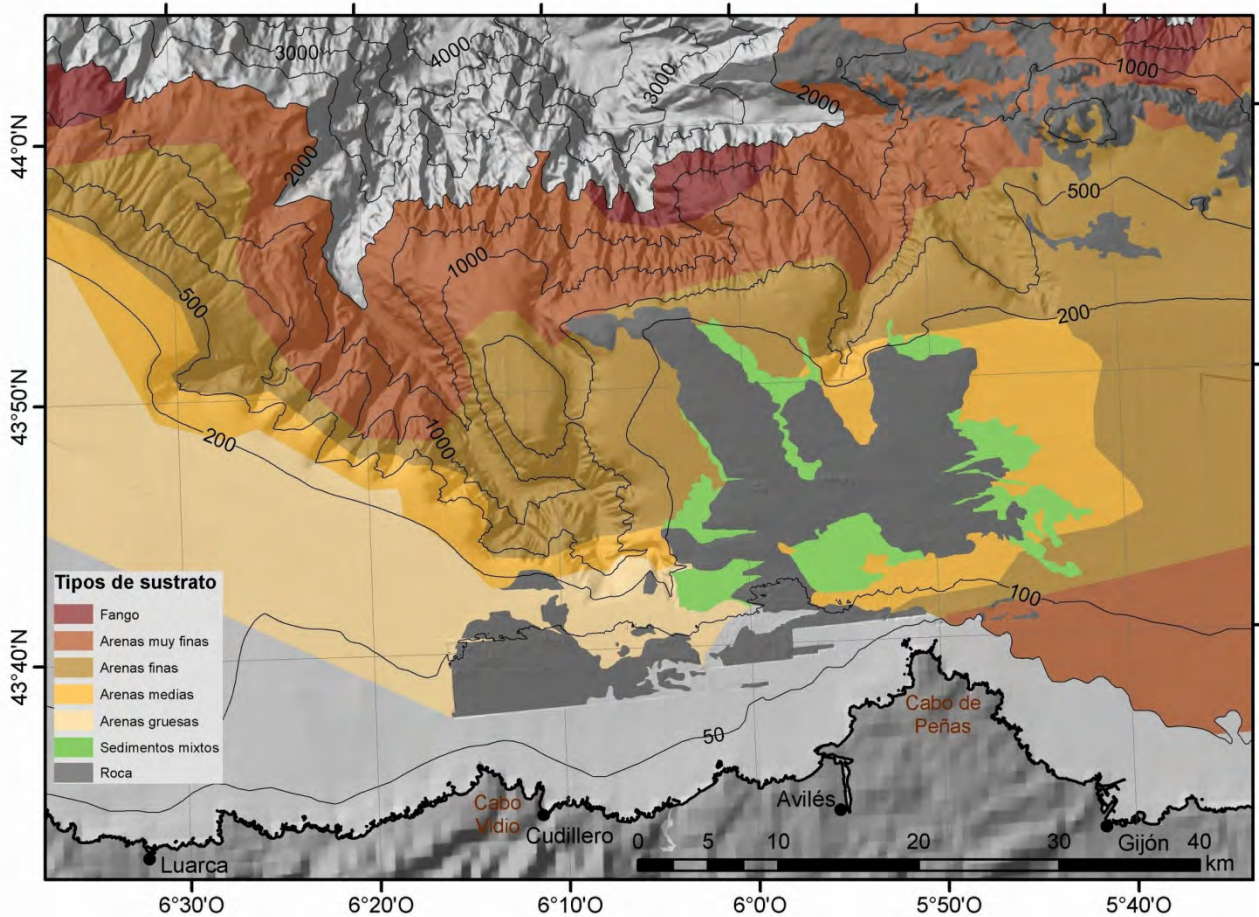 3000
4000
3000
2000
1000
44°0'N
2000
500
1000
500
200
43°50'N
200
1000
100
43°40'N
50
Tipos de sustrato
Fango
Arenas muy finas
Arenas finas
Arenas medias
Arenas gruesas
Sedimentos mixtos
Roca
Cabo de
Peñas
Cabo
Vidio
Cudillero
Avilés
Luarca
Gijón
0 5 10 20 30 40
km
6°30'O 6°20'O 6°10'O 6°0'O 5°50'O 5°40'O